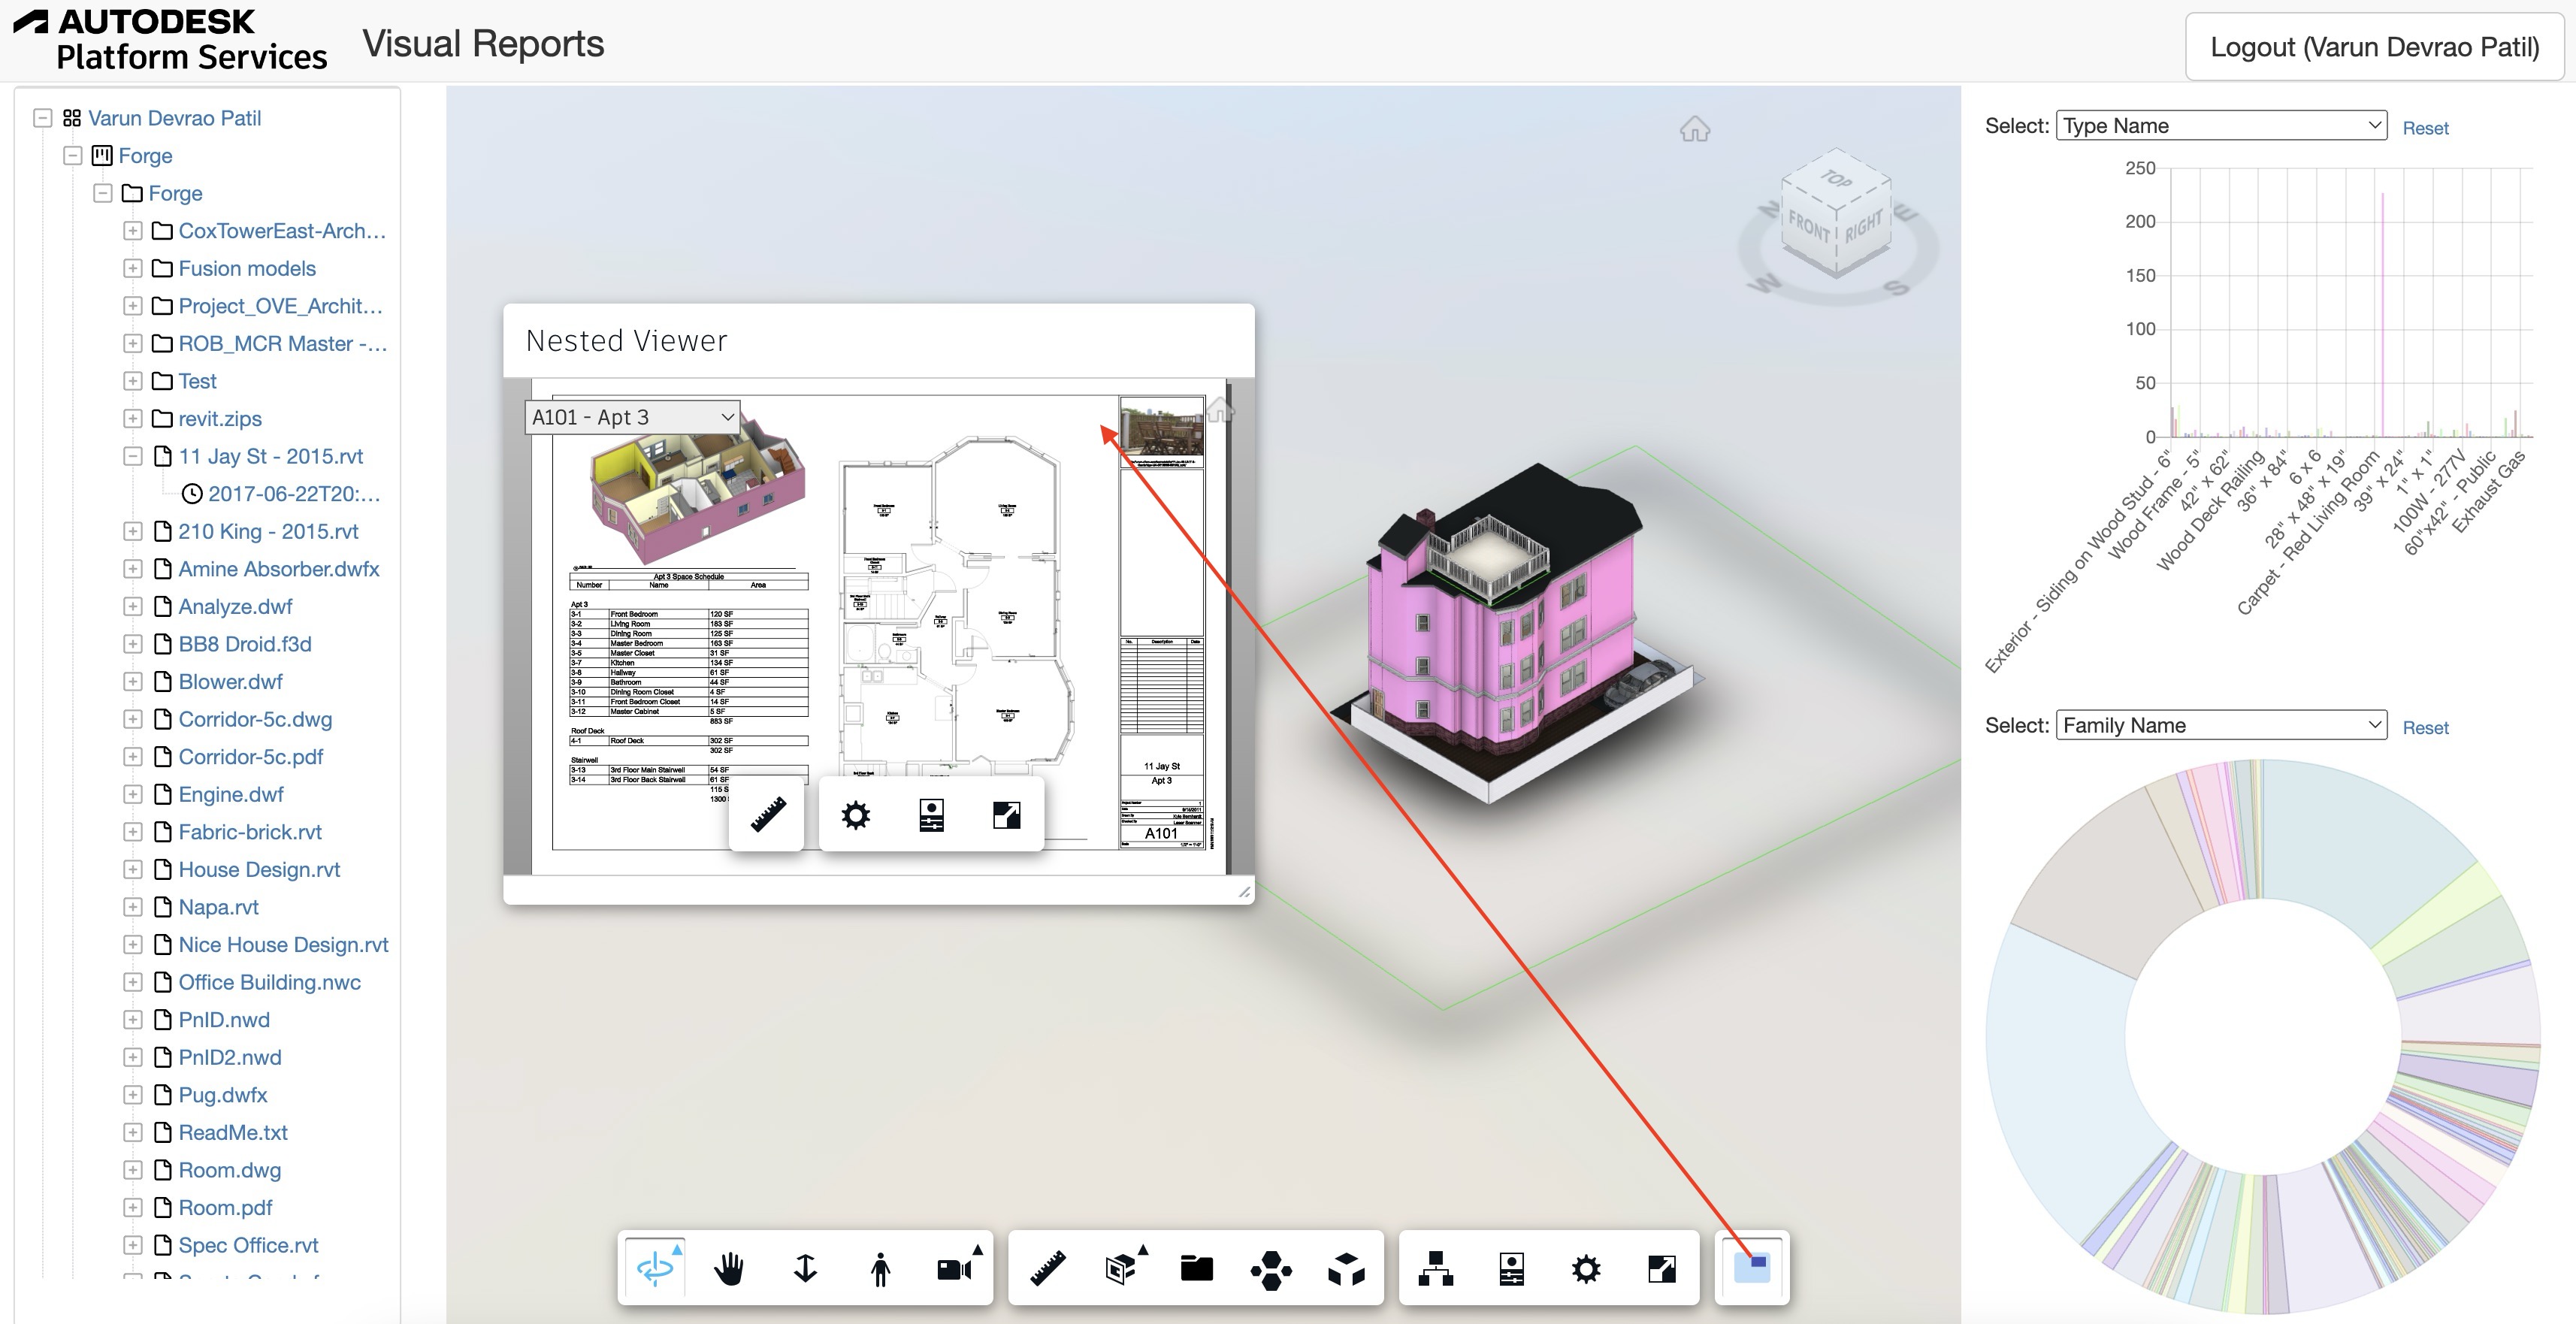 AUTODESK
Platform Services
Visual Reports
Logout (Varun Devrao Patil)
Varun Devrao Patil
Forge
Forge
CoxTowerEast-Arch...
Fusion models
Project_OVE_Archit...
ROB_MCR Master -...
Test
revit.zips
11 Jay St - 2015.rvt
2017-06-22T20:...
210 King - 2015.rvt
Amine Absorber.dwfx
Analyze.dwf
BB8 Droid.f3d
Blower.dwf
Corridor-5c.dwg
Corridor-5c.pdf
Engine.dwf
Fabric-brick.rvt
House Design.rvt
Napa.rvt
Nice House Design.rvt
Office Building.nwc
PnID.nwd
PnID2.nwd
Pug.dwfx
ReadMe.txt
Room.dwg
Room.pdf
Spec Office.rvt
Nested Viewer
A101 - Apt 3
Apt 3 Space Schedule
Number Name Area
Apt 3
3-1 Front Bedroom 120 SF
3-2 Living Room 183 SF
3-3 Dining Room 125 SF
3-4 Master Bedroom 163 SF
3-5 Master Closet 31 SF
3-7 Kitchen 134 SF
3-8 Hallway 61 SF
3-9 Bathroom 44 SF
3-10 Dining Room Closet 4 SF
3-11 Front Bedroom Closet 14 SF
3-12 Master Cabinet 5 SF
883 SF
Roof Deck
4-1 Roof Deck 302 SF
302 SF
Stairwell
3-13 3rd Floor Main Stairwell 54 SF
3-14 3rd Floor Back Stairwell 61 SF
115 S
1300
No. Description Date
11 Jay St
Apt 3
A101
TOP
FRONT
RIGHT
N
E
W
S
Select: Type Name Reset
250
200
150
100
50
0
Exterior - Siding on Wood Stud - 6"
Wood Frame - 5"
42" x 62"
Wood Deck Railing
36" x 84"
6 x 6
28" x 48" x 19"
Carpet - Red Living Room
39" x 24"
1" x 1"
100W - 277V
60"x42" - Public
Exhaust Gas
Select: Family Name Reset